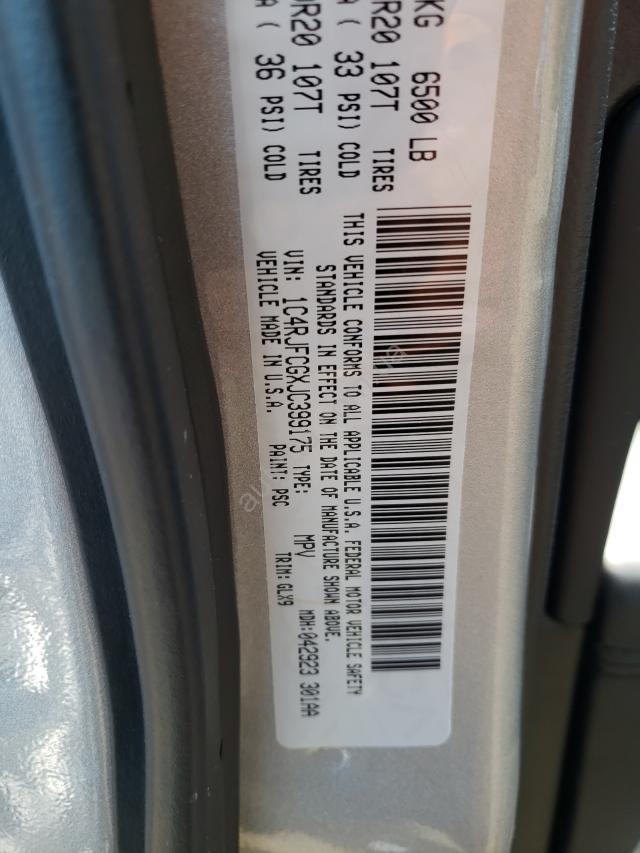 KG 6500 LB
R20 107T TIRES
( 33 PSI) COLD
R20 107T TIRES
A ( 36 PSI) COLD
THIS VEHICLE CONFORMS TO ALL APPLICABLE U.S.A. FEDERAL MOTOR VEHICLE SAFETY
STANDARDS IN EFFECT ON THE DATE OF MANUFACTURE SHOWN ABOVE.
VIN: 1C4RJFDGXJC399175 TYPE: MPV MDH:042923 301AA
VEHICLE MADE IN U.S.A. PAINT: PSC TRIM:GLX9